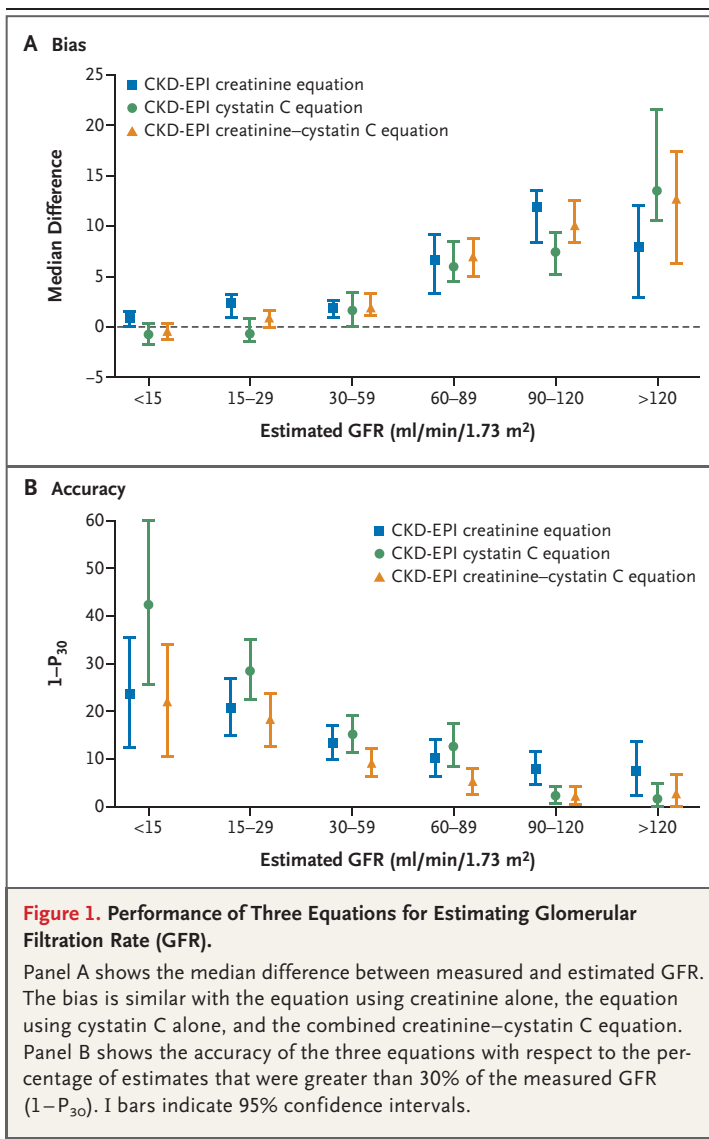 A Bias
25
20
15
10
5
0
–5
Median Difference
CKD-EPI creatinine equation
CKD-EPI cystatin C equation
CKD-EPI creatinine–cystatin C equation
<15 15–29 30–59 60–89 90–120 >120
Estimated GFR (ml/min/1.73 m²)
B Accuracy
60
50
40
30
20
10
0
1–P₃₀
CKD-EPI creatinine equation
CKD-EPI cystatin C equation
CKD-EPI creatinine–cystatin C equation
<15 15–29 30–59 60–89 90–120 >120
Estimated GFR (ml/min/1.73 m²)
Figure 1. Performance of Three Equations for Estimating Glomerular
Filtration Rate (GFR).
Panel A shows the median difference between measured and estimated GFR.
The bias is similar with the equation using creatinine alone, the equation
using cystatin C alone, and the combined creatinine–cystatin C equation.
Panel B shows the accuracy of the three equations with respect to the per-
centage of estimates that were greater than 30% of the measured GFR
(1–P₃₀). I bars indicate 95% confidence intervals.